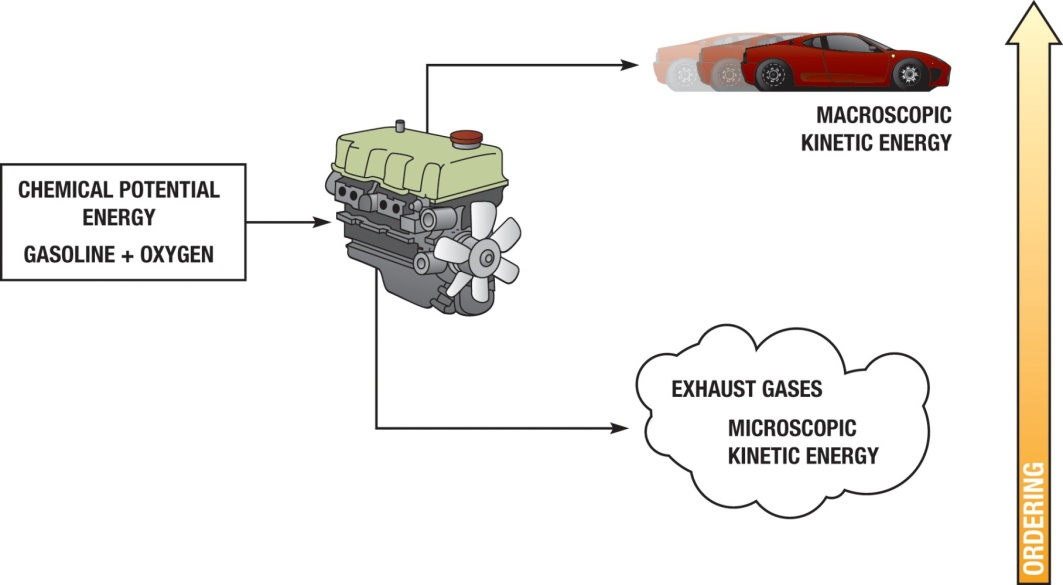 CHEMICAL POTENTIAL
ENERGY
GASOLINE + OXYGEN
MACROSCOPIC
KINETIC ENERGY
EXHAUST GASES
MICROSCOPIC
KINETIC ENERGY
ORDERING